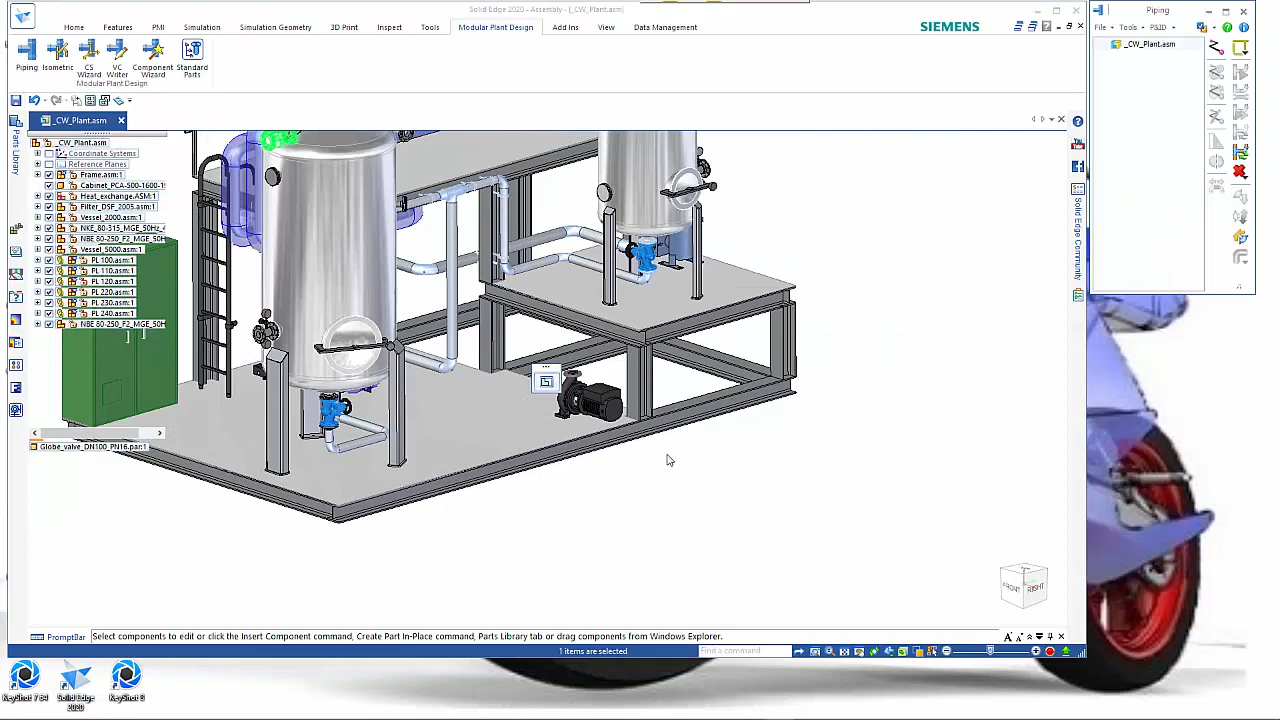 Solid Edge 2020 - Assembly - [_CW_Plant.asm]
Home
Features
PMI
Simulation
Simulation Geometry
3D Print
Inspect
Tools
Modular Plant Design
Add Ins
View
Data Management
SIEMENS
Piping
Isometric
CS Wizard
VC Writer
Component Wizard
Standard Parts
Modular Plant Design
_CW_Plant.asm
_CW_Plant.asm
Coordinate Systems
Reference Planes
Frame.asm:1
Cabinet_PCA-500-1600-1
Heat_exchange.ASM:1
Filter_DSF_2005.asm:1
Vessel_2000.asm:1
NKE_80-315_MGE_50Hz_
NBE 80-250_F2_MGE_50H
Vessel_5000.asm:1
PL 100.asm:1
PL 110.asm:1
PL 120.asm:1
PL 220.asm:1
PL 230.asm:1
PL 240.asm:1
NBE 80-250_F2_MGE_50H
Globe_valve_DN100_PN16.par:1
Parts Library
Solid Edge Community
You
FRONT
RIGHT
PromptBar
Select components to edit or click the Insert Component command, Create Part In-Place command, Parts Library tab or drag components from Windows Explorer.
1 items are selected
Find a command
Piping
File
Tools
P&ID
_CW_Plant.asm
KeyShot 7 64
Solid Edge 2020